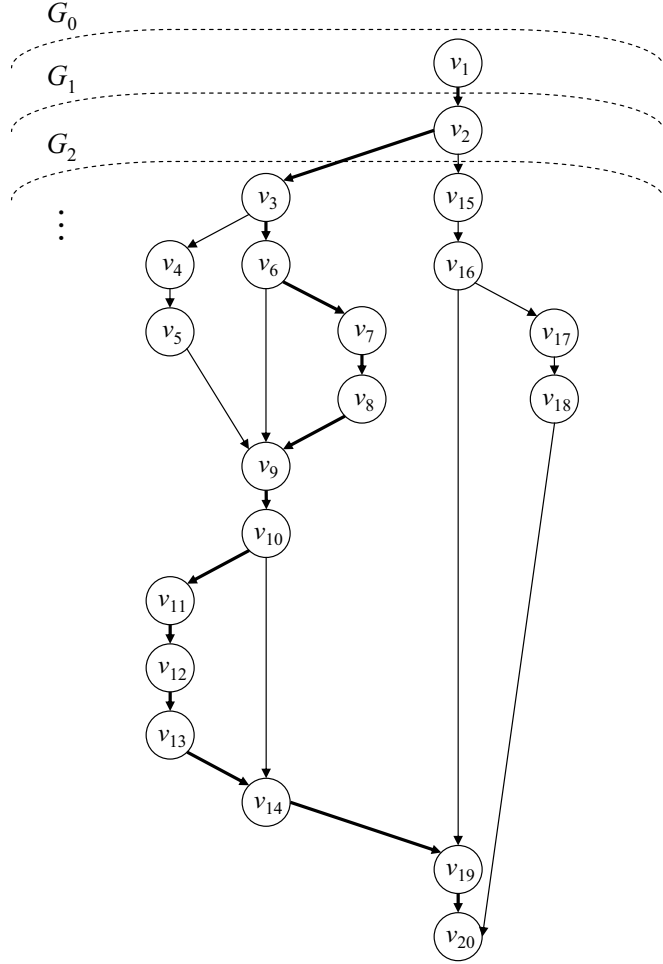 G₀
v₁
G₁
v₂
G₂
v₃
v₁₅
⋮
v₄
v₆
v₁₆
v₅
v₇
v₁₇
v₈
v₁₈
v₉
v₁₀
v₁₁
v₁₂
v₁₃
v₁₄
v₁₉
v₂₀